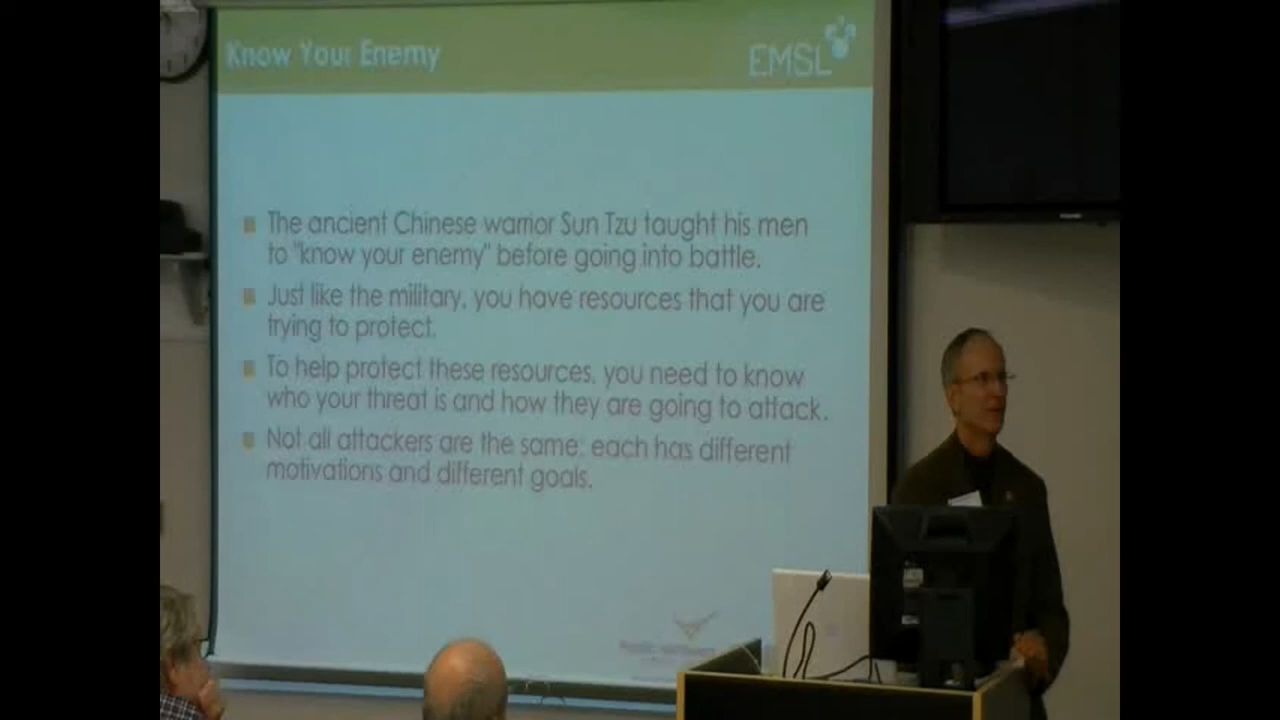 Know Your Enemy
EMSL
The ancient Chinese warrior Sun Tzu taught his men
to "know your enemy" before going into battle.
Just like the military, you have resources that you are
trying to protect.
To help protect these resources, you need to know
who your threat is and how they are going to attack.
Not all attackers are the same: each has different
motivations and different goals.
Pacific Northwest